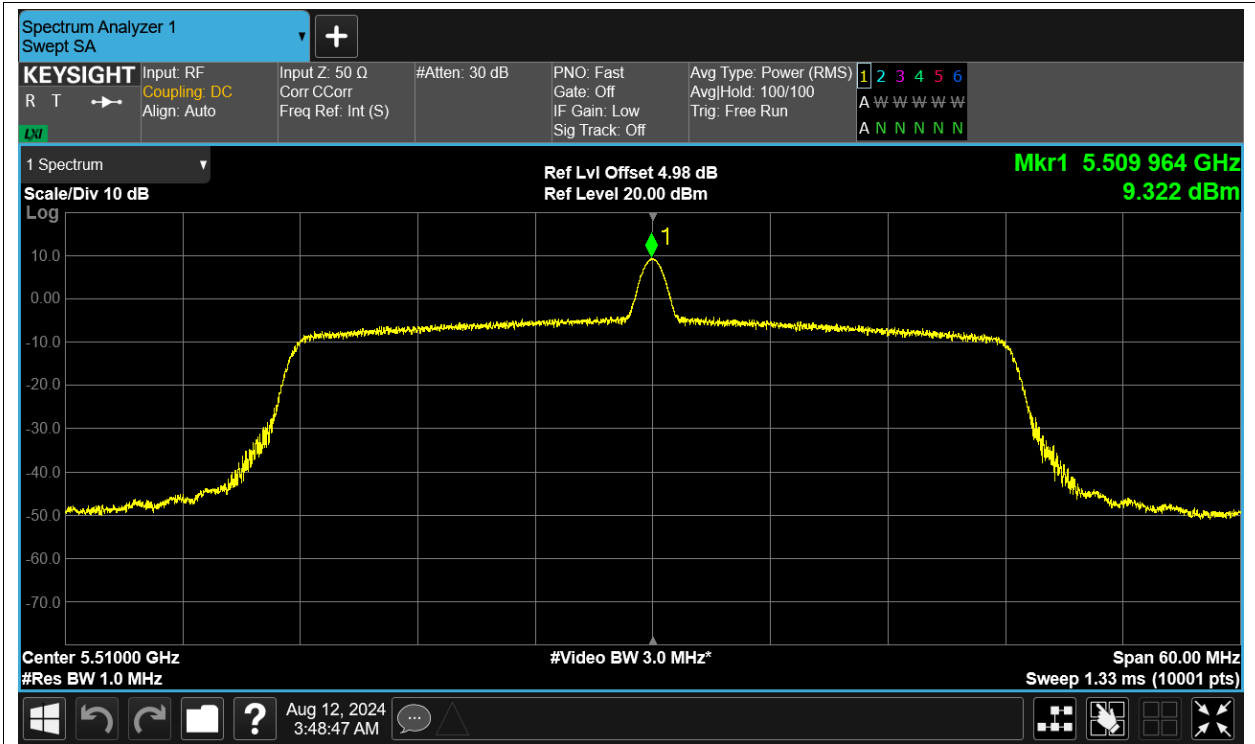 Spectrum Analyzer 1
Swept SA
KEYSIGHT
R T
LXI
Input: RF
Coupling: DC
Align: Auto
Input Z: 50 Ω
Corr CCorr
Freq Ref: Int (S)
#Atten: 30 dB
PNO: Fast
Gate: Off
IF Gain: Low
Sig Track: Off
Avg Type: Power (RMS)
Avg|Hold: 100/100
Trig: Free Run
1 2 3 4 5 6
A W W W W W
A N N N N N
1 Spectrum
Scale/Div 10 dB
Ref Lvl Offset 4.98 dB
Ref Level 20.00 dBm
Mkr1 5.509 964 GHz
9.322 dBm
Log
1
10.0
0.00
-10.0
-20.0
-30.0
-40.0
-50.0
-60.0
-70.0
Center 5.51000 GHz
#Res BW 1.0 MHz
#Video BW 3.0 MHz*
Span 60.00 MHz
Sweep 1.33 ms (10001 pts)
?
Aug 12, 2024
3:48:47 AM